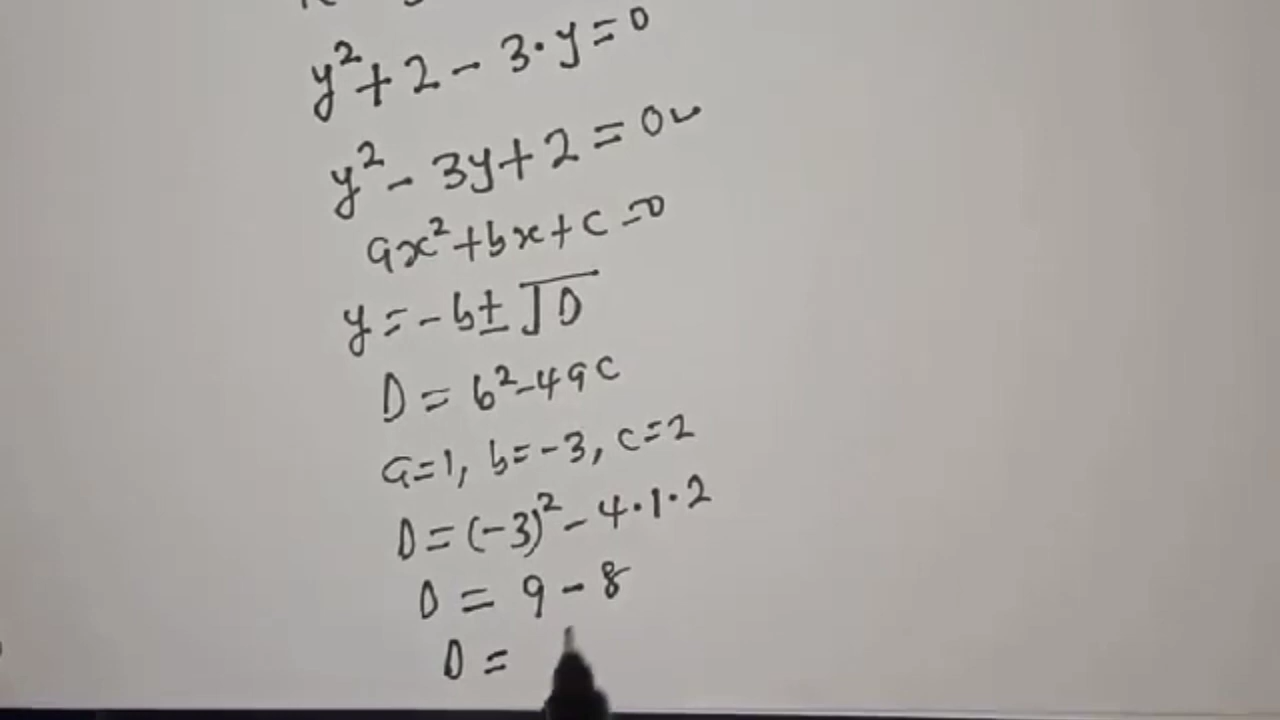 y²+2-3·y=0
y²-3y+2=0
ax²+bx+c=0
y=-b±√D
D=b²-4ac
a=1, b=-3, c=2
D=(-3)²-4·1·2
D=9-8
D=